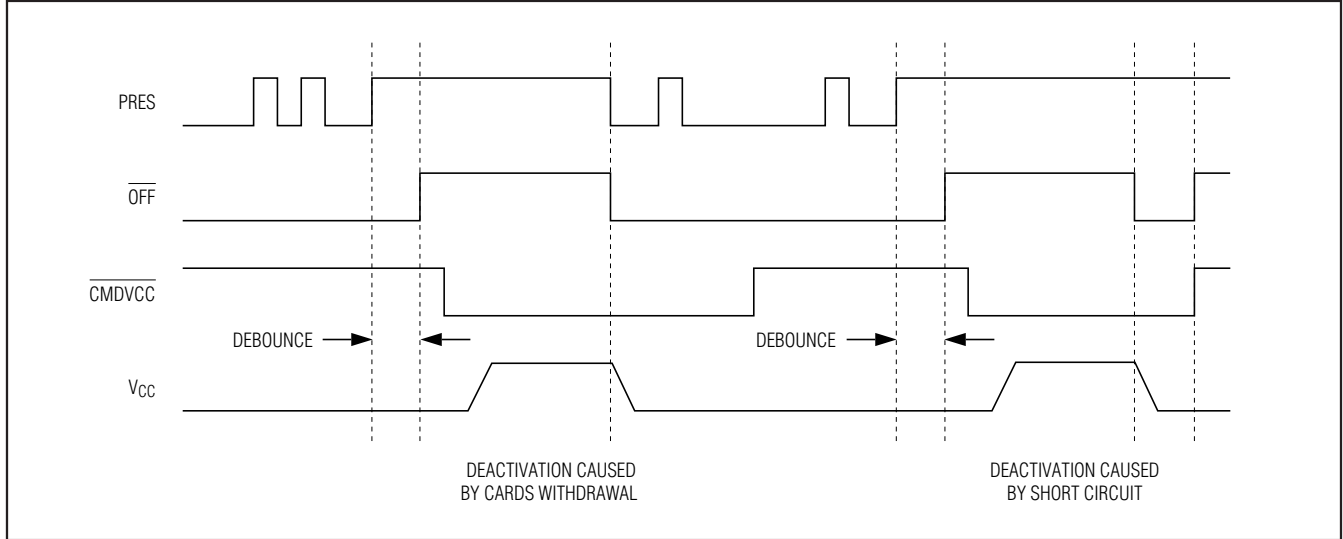 PRES
OFF
CMDVCC
DEBOUNCE
DEBOUNCE
VCC
DEACTIVATION CAUSED
BY CARDS WITHDRAWAL
DEACTIVATION CAUSED
BY SHORT CIRCUIT